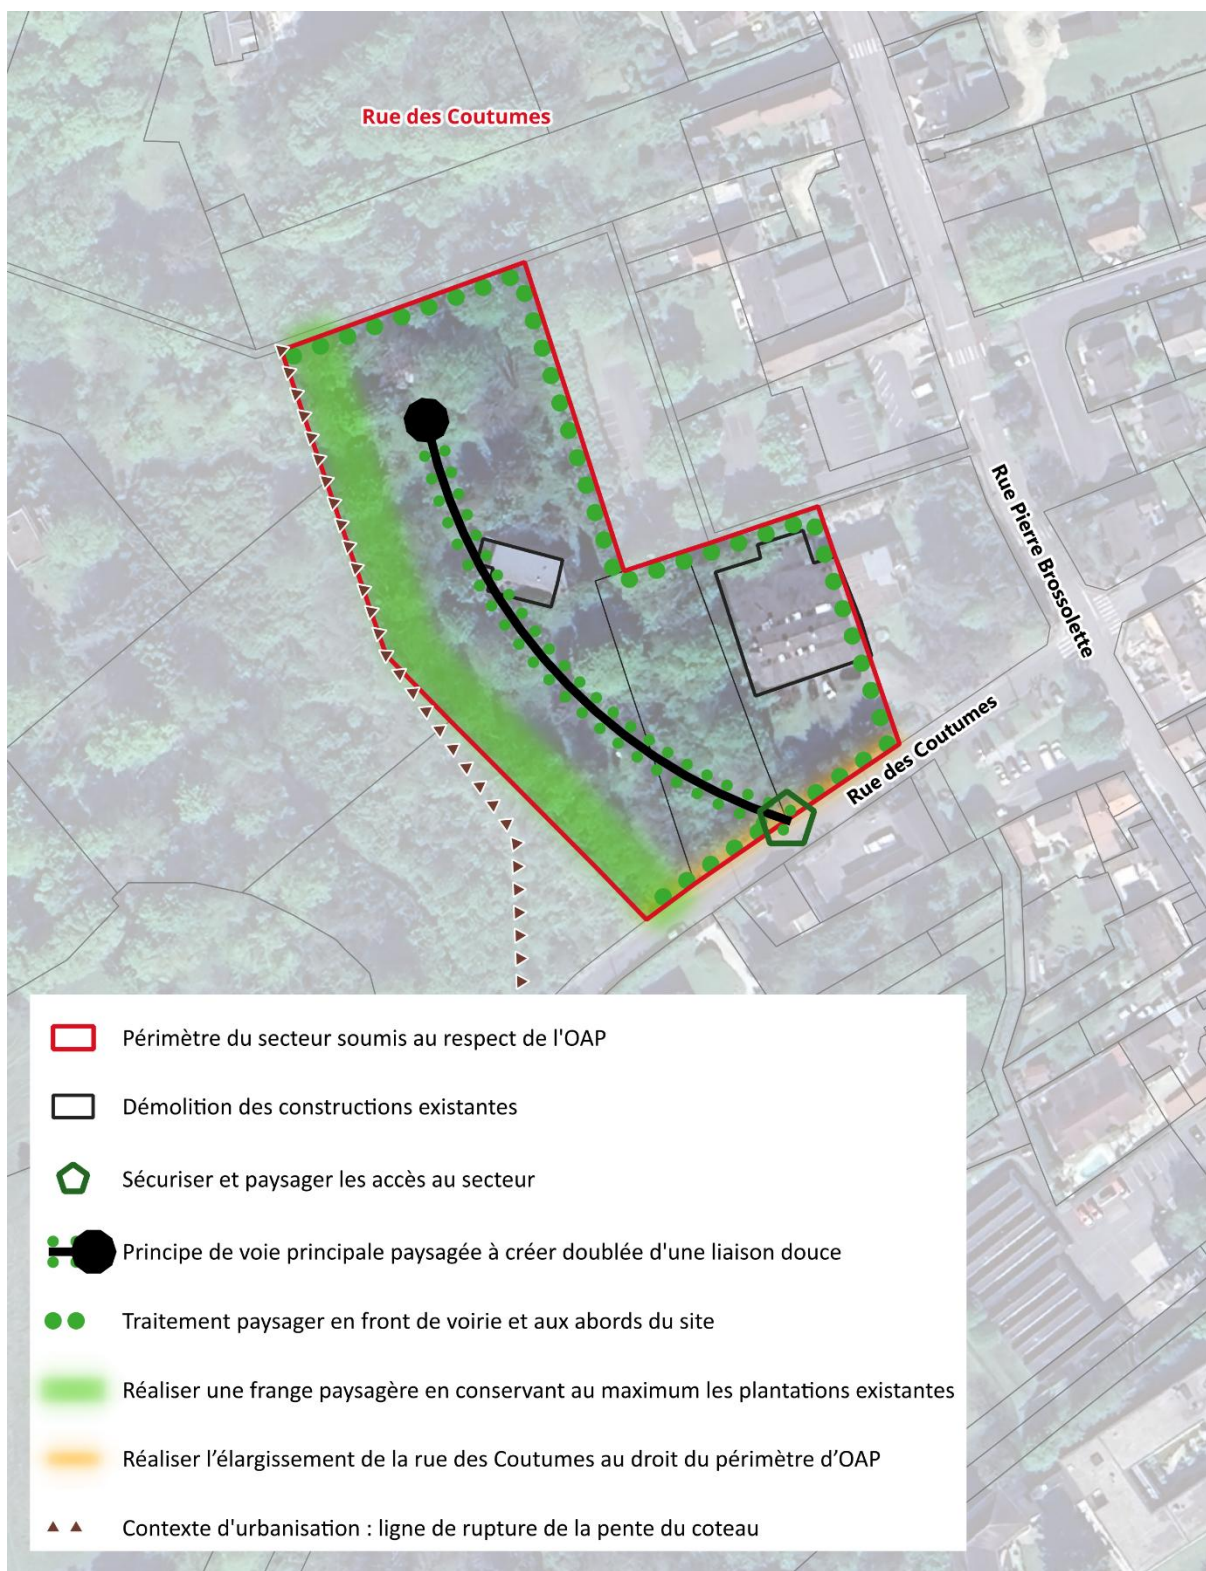 Rue des Coutumes
Rue Pierre Brossolette
Rue des Coutumes
Périmètre du secteur soumis au respect de l'OAP
Démolition des constructions existantes
Sécuriser et paysager les accès au secteur
Principe de voie principale paysagée à créer doublée d'une liaison douce
Traitement paysager en front de voirie et aux abords du site
Réaliser une frange paysagère en conservant au maximum les plantations existantes
Réaliser l’élargissement de la rue des Coutumes au droit du périmètre d’OAP
Contexte d'urbanisation : ligne de rupture de la pente du coteau